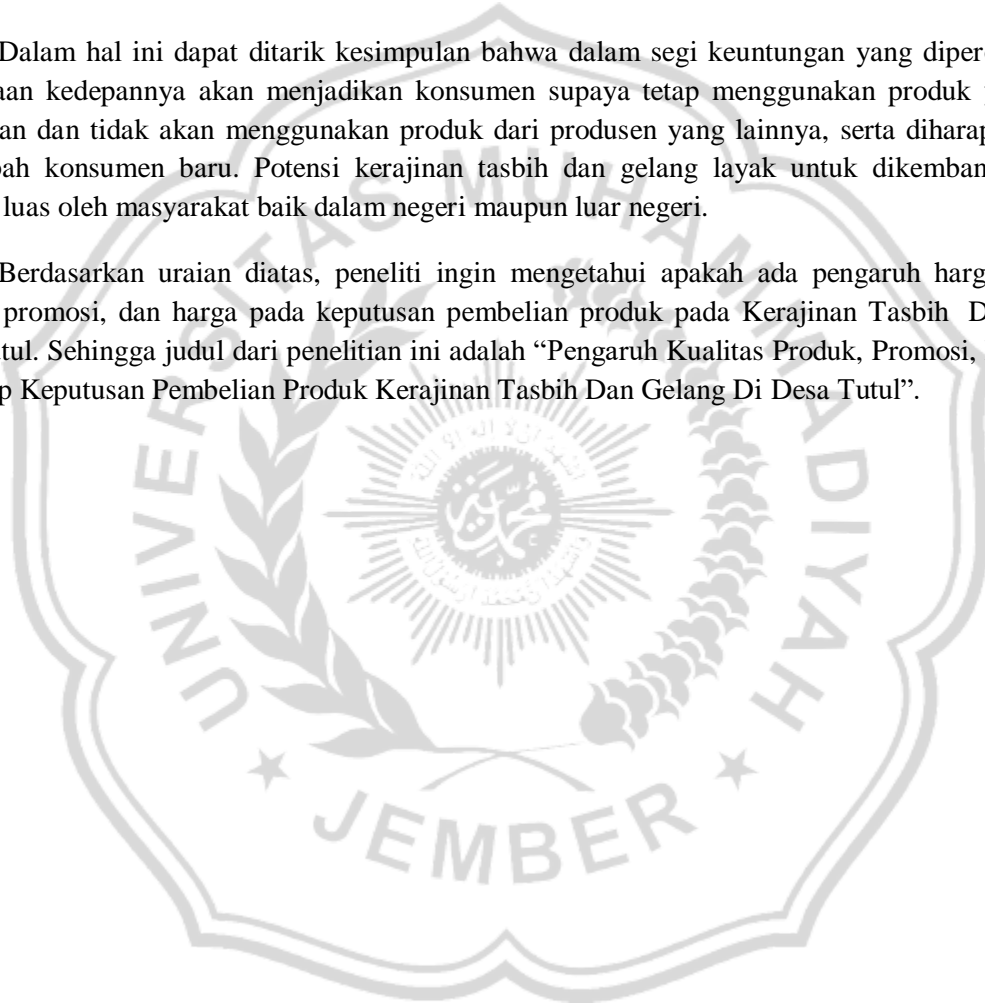 Dalam hal ini dapat ditarik kesimpulan bahwa dalam segi keuntungan yang diper
aan kedepannya akan menjadikan konsumen supaya tetap menggunakan produk
an dan tidak akan menggunakan produk dari produsen yang lainnya, serta diharap
ah konsumen baru. Potensi kerajinan tasbih dan gelang layak untuk dikemban
luas oleh masyarakat baik dalam negeri maupun luar negeri.
Berdasarkan uraian diatas, peneliti ingin mengetahui apakah ada pengaruh harg
promosi, dan harga pada keputusan pembelian produk pada Kerajinan Tasbih D
tul. Sehingga judul dari penelitian ini adalah “Pengaruh Kualitas Produk, Promosi,
p Keputusan Pembelian Produk Kerajinan Tasbih Dan Gelang Di Desa Tutul”.
UNIVERSITAS MUHAMMADIYAH
JEMBER